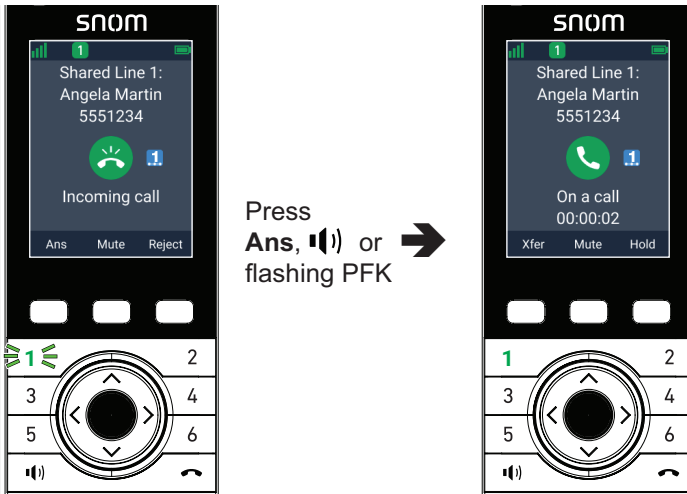 snom
1
Shared Line 1:
Angela Martin
5551234
1
Incoming call
Ans Mute Reject
1 2
3 4
5 6
Press
Ans, or
flashing PFK
snom
1
Shared Line 1:
Angela Martin
5551234
1
On a call
00:00:02
Xfer Mute Hold
1 2
3 4
5 6